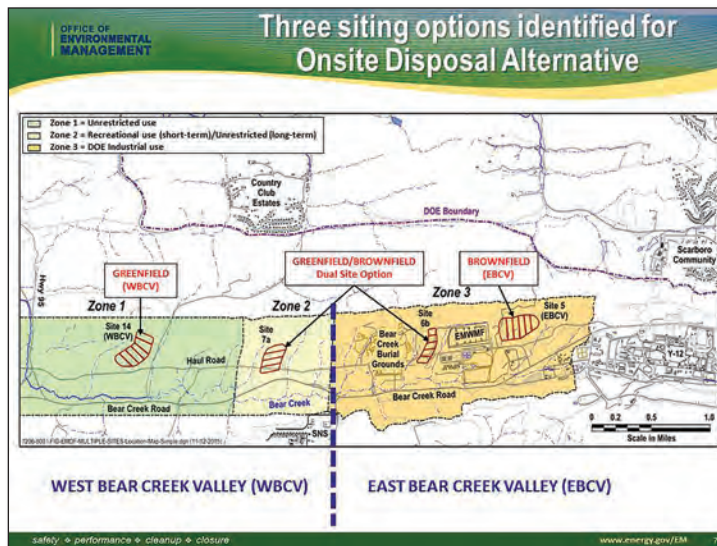 OFFICE OF
ENVIRONMENTAL
MANAGEMENT
Three siting options identified for
Onsite Disposal Alternative
Zone 1 = Unrestricted use
Zone 2 = Recreational use (short-term)/Unrestricted (long-term)
Zone 3 = DOE Industrial use
Country
Club
Estates
DOE Boundary
Scarboro
Community
Hwy 95
GREENFIELD
(WBCV)
GREENFIELD/BROWNFIELD
Dual Site Option
BROWNFIELD
(EBCV)
Zone 1
Zone 2
Zone 3
Site 14
(WBCV)
Site
7a
Site
6b
Site 5
(EBCV)
Haul Road
Bear
Creek
Burial
Grounds
EMWMF
Y-12
Bear Creek Road
Bear Creek
Bear Creek Road
SNS
0 0.2 0.5 1.0
Scale in Miles
WEST BEAR CREEK VALLEY (WBCV)
EAST BEAR CREEK VALLEY (EBCV)
safety ❖ performance ❖ cleanup ❖ closure
www.energy.gov/EM